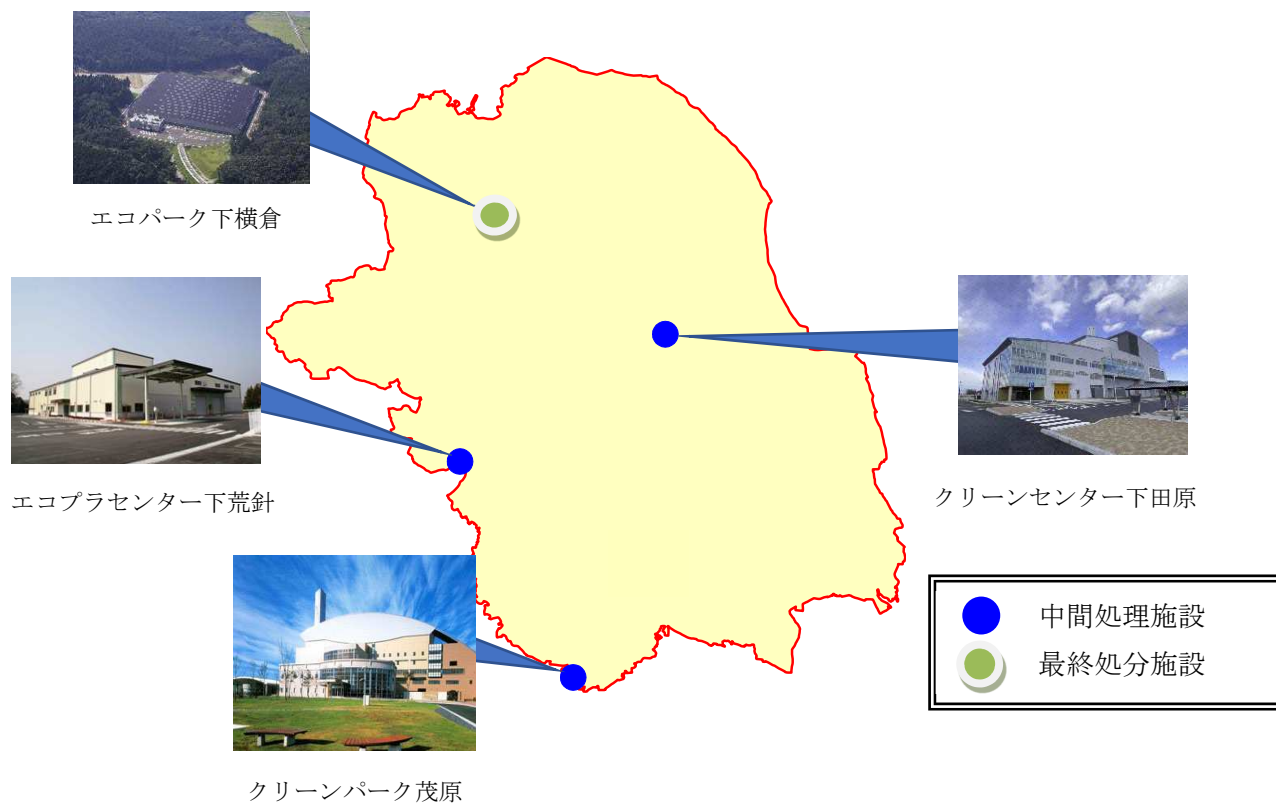 エコパーク下横倉
エコプラセンター下荒針
クリーンセンター下田原
中間処理施設
最終処分施設
クリーンパーク茂原